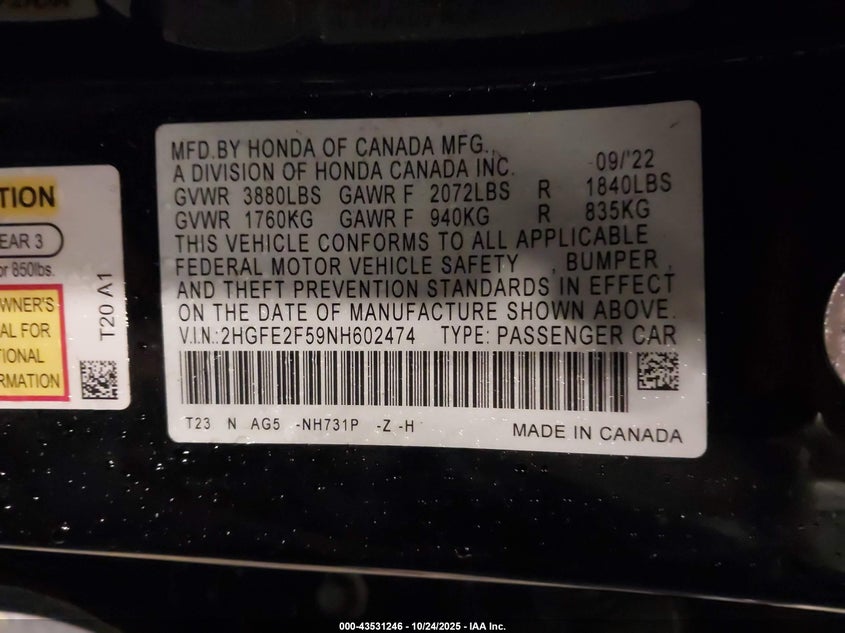 MFD.BY HONDA OF CANADA MFG.,
A DIVISION OF HONDA CANADA INC. 09/'22
GVWR 3880LBS GAWR F 2072LBS R 1840LBS
GVWR 1760KG GAWR F 940KG R 835KG
THIS VEHICLE CONFORMS TO ALL APPLICABLE
FEDERAL MOTOR VEHICLE SAFETY , BUMPER ,
AND THEFT PREVENTION STANDARDS IN EFFECT
ON THE DATE OF MANUFACTURE SHOWN ABOVE.
V.I.N.:2HGFE2F59NH602474 TYPE: PASSENGER CAR
T23 N AG5 -NH731P -Z -H
MADE IN CANADA
TION
EAR 3
or 850lbs.
WNER'S
AL FOR
TIONAL
RMATION
T20 A1
000-43531246 - 10/24/2025 - IAA Inc.